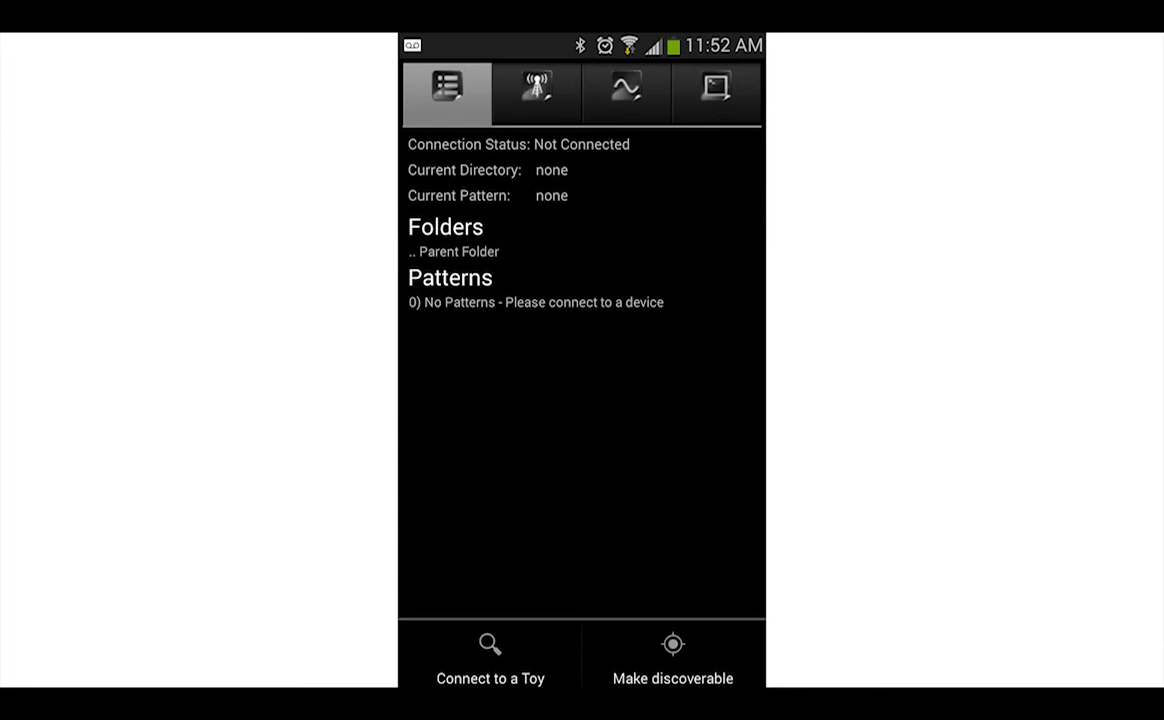 11:52 AM
Connection Status: Not Connected
Current Directory: none
Current Pattern: none
Folders
.. Parent Folder
Patterns
0) No Patterns - Please connect to a device
Connect to a Toy
Make discoverable